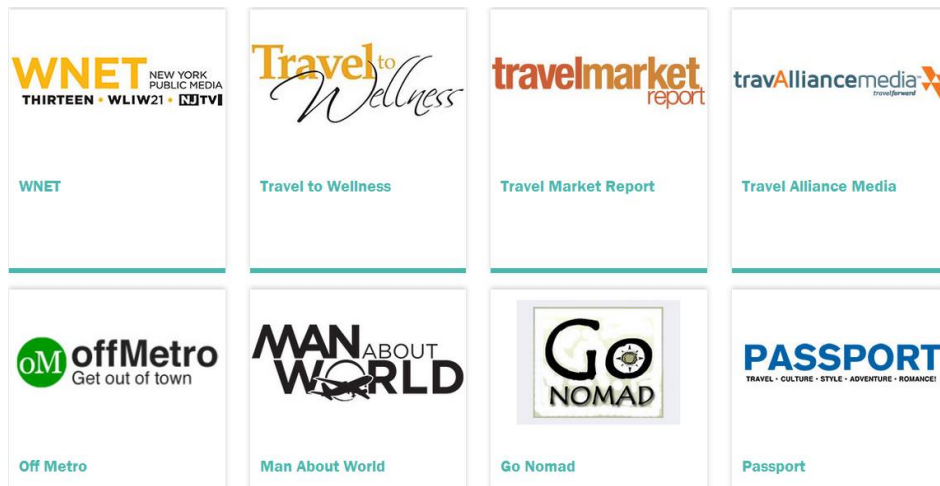 WNET NEW YORK
PUBLIC MEDIA
THIRTEEN • WLIW21 • NJTV
WNET
Travel to
Wellness
Travel to Wellness
travelmarket
report
Travel Market Report
travAlliancemedia
travelforward
Travel Alliance Media
oM offMetro
Get out of town
Off Metro
MAN ABOUT
WORLD
Man About World
Go
NOMAD
Go Nomad
PASSPORT
TRAVEL • CULTURE • STYLE • ADVENTURE • ROMANCE!
Passport